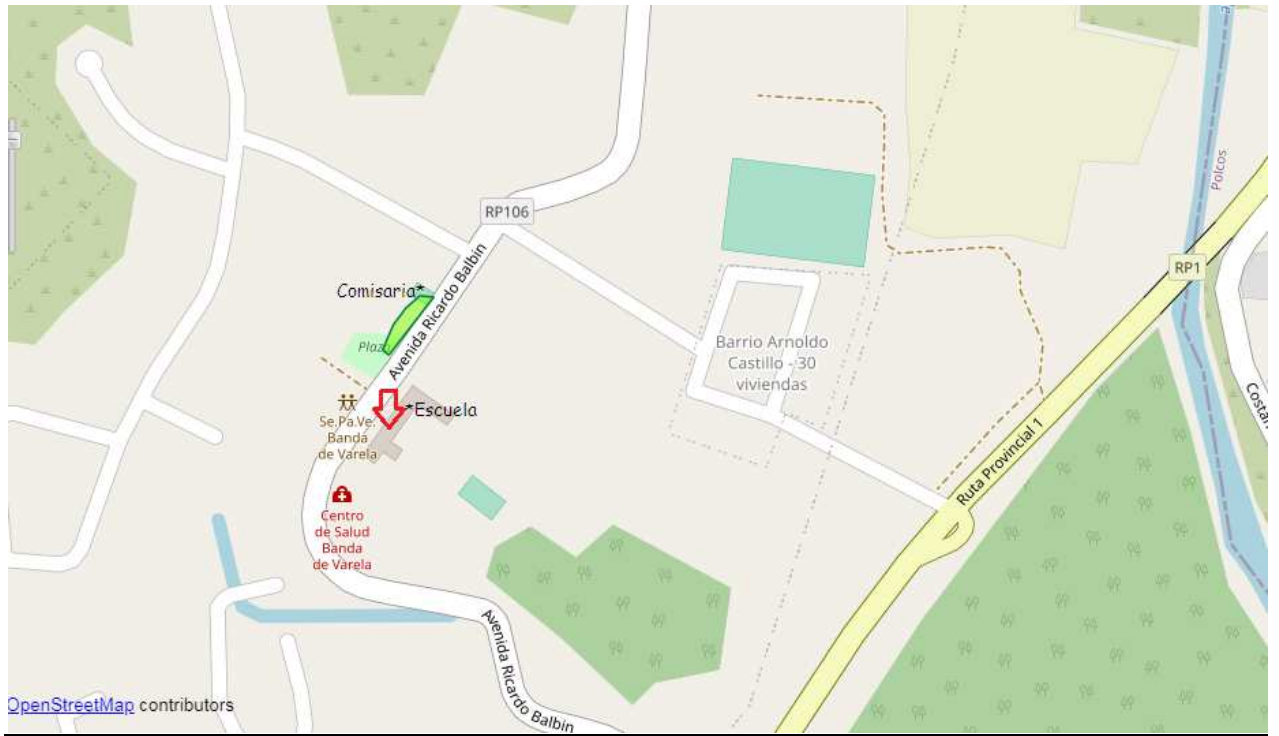 RP106
Avenida Ricardo Balbin
Comisaria*
Plaza
*Escuela
Se.Pa.Ve.
Banda
de Varela
Centro
de Salud
Banda
de Varela
Avenida Ricardo Balbin
Barrio Arnoldo
Castillo - 30
viviendas
Polcos
RP1
Ruta Provincial 1
OpenStreetMap contributors